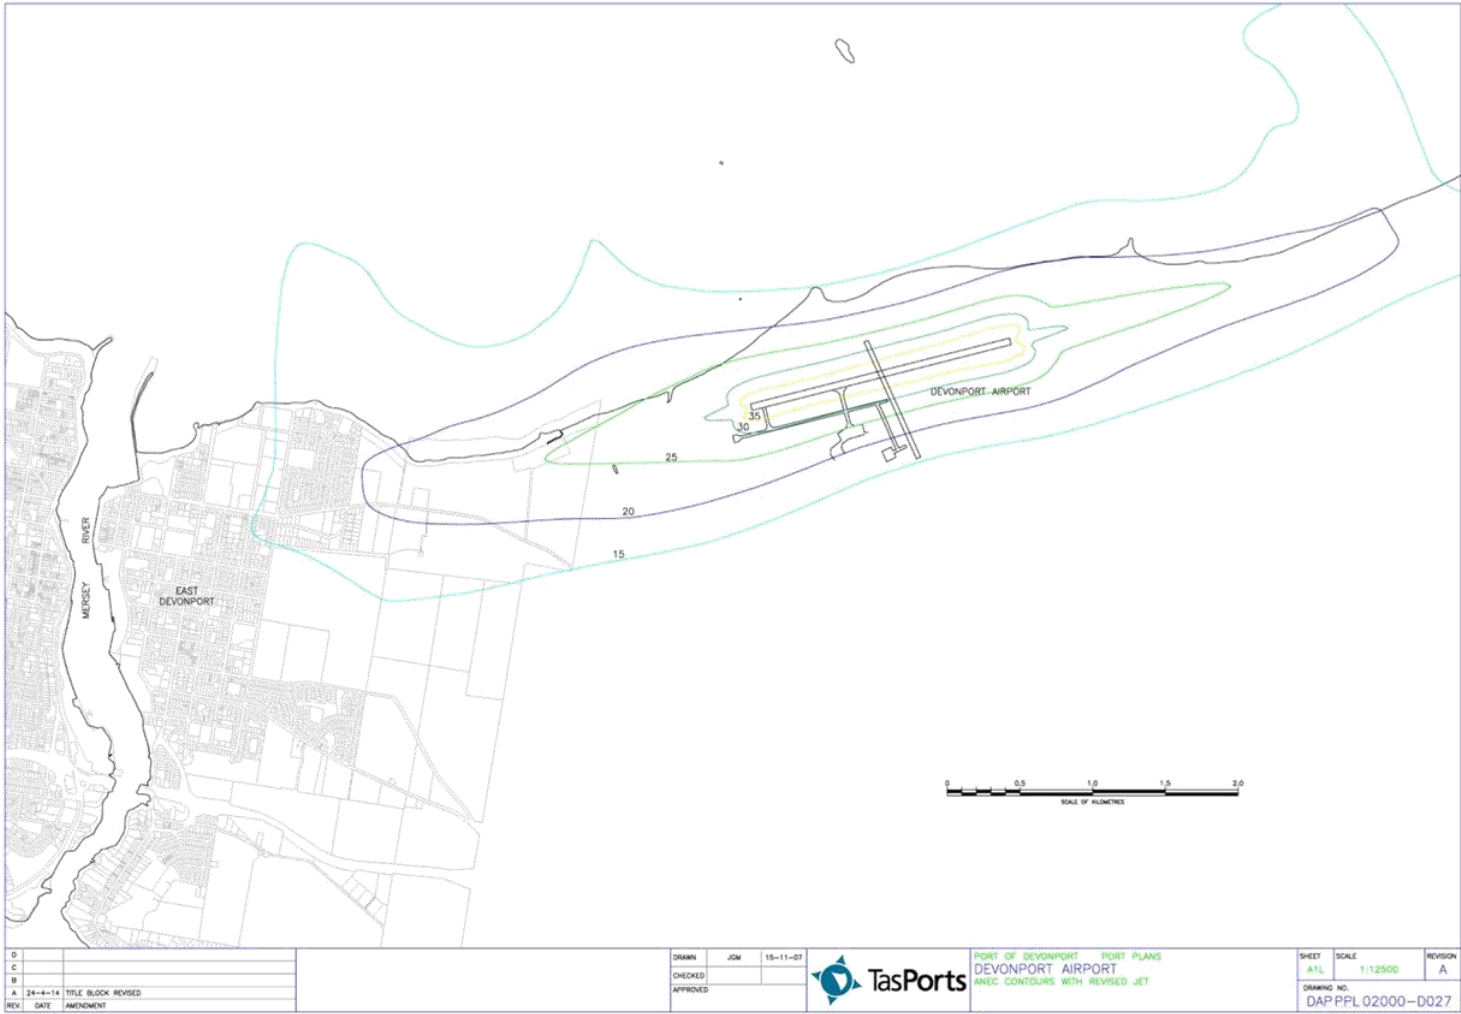 DEVONPORT AIRPORT
35
30
25
20
15
MERSEY RIVER
EAST
DEVONPORT
0 0.5 1.0 1.5 2.0
SCALE OF KILOMETRES
D
C
B
A 24-4-14 TITLE BLOCK REVISED
REV. DATE AMENDMENT
DRAWN JGM 15-11-07
CHECKED
APPROVED
TasPorts
PORT OF DEVONPORT PORT PLANS
DEVONPORT AIRPORT
ANEC CONTOURS WITH REVISED JET
SHEET SCALE REVISION
A1L 1:12500 A
DRAWING NO.
DAP PPL 02000-D027